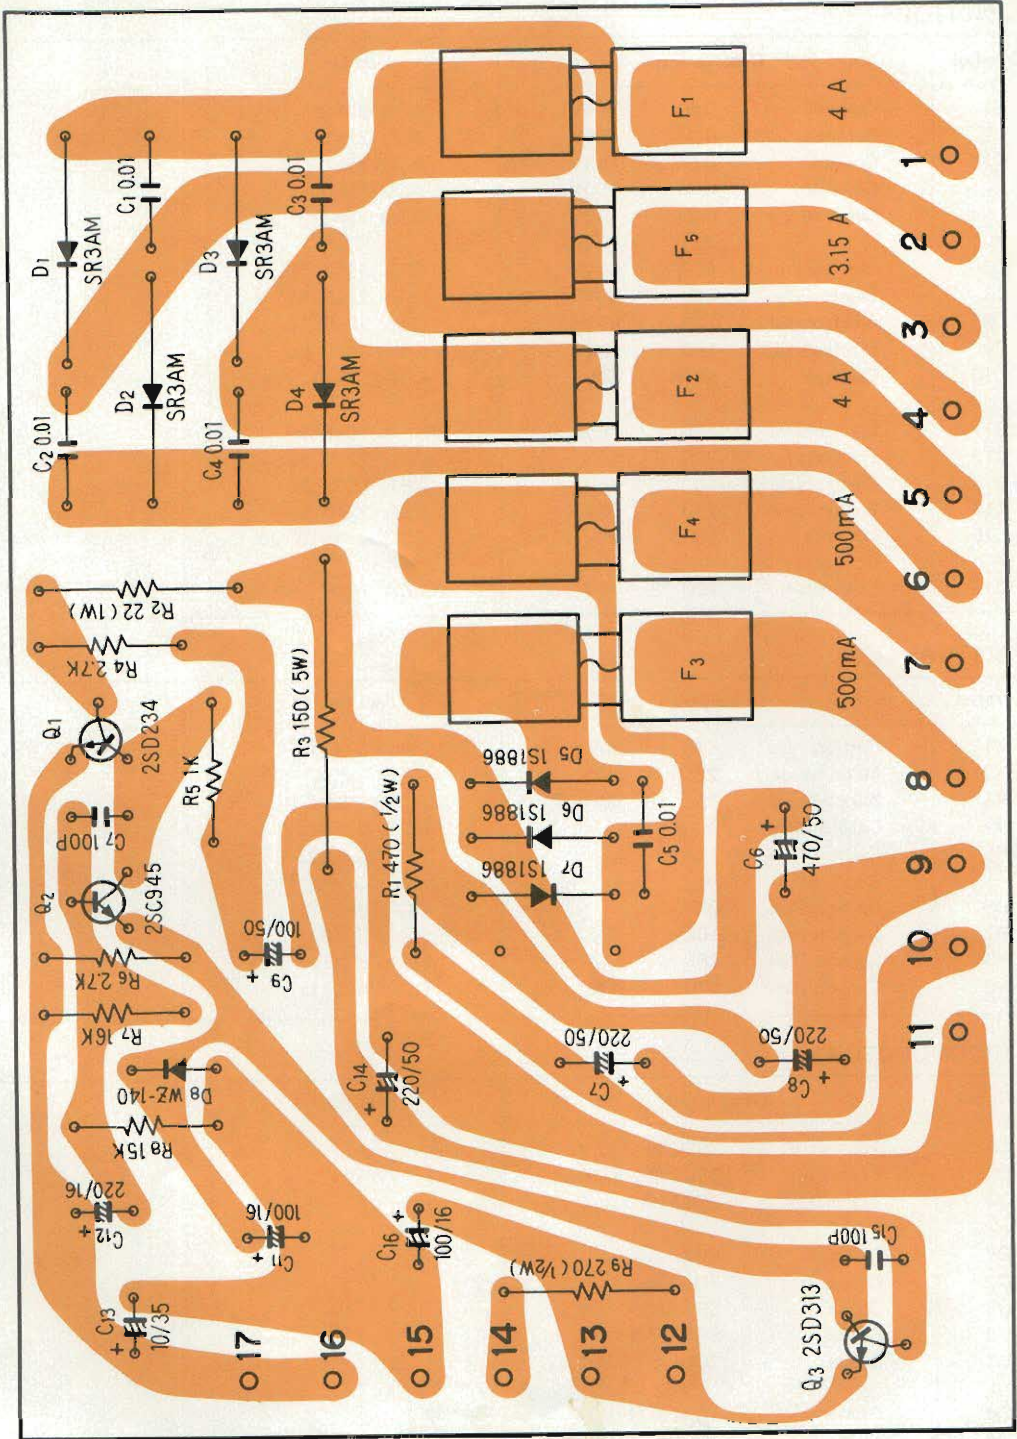 D1
SR3AM
C1 0.01
D3
SR3AM
C3 0.01
C2 0.01
D2
SR3AM
C4 0.01
D4
SR3AM
F1
4 A
1
F5
3.15 A
2
F2
4 A
3
F4
500mA
4
F3
500mA
5
6
7
8
9
10
11
R2 22 (1W)
R4 2.7K
Q1
2SD234
R5 1K
R3 150 (5W)
C7 100P
Q2
2SC945
R1 470 (1/2W)
D5 1S1886
D6 1S1886
D7 1S1886
C5 0.01
C6
470/50
R6 2.7K
R7 16K
C9
100/50
D8 WZ-140
R8 15K
C14
220/50
C7
220/50
C8
220/50
C12
220/16
C11
100/16
C16
100/16
C13
10/35
R9 270 (1/2W)
C15 100P
Q3 2SD313
17
16
15
14
13
12